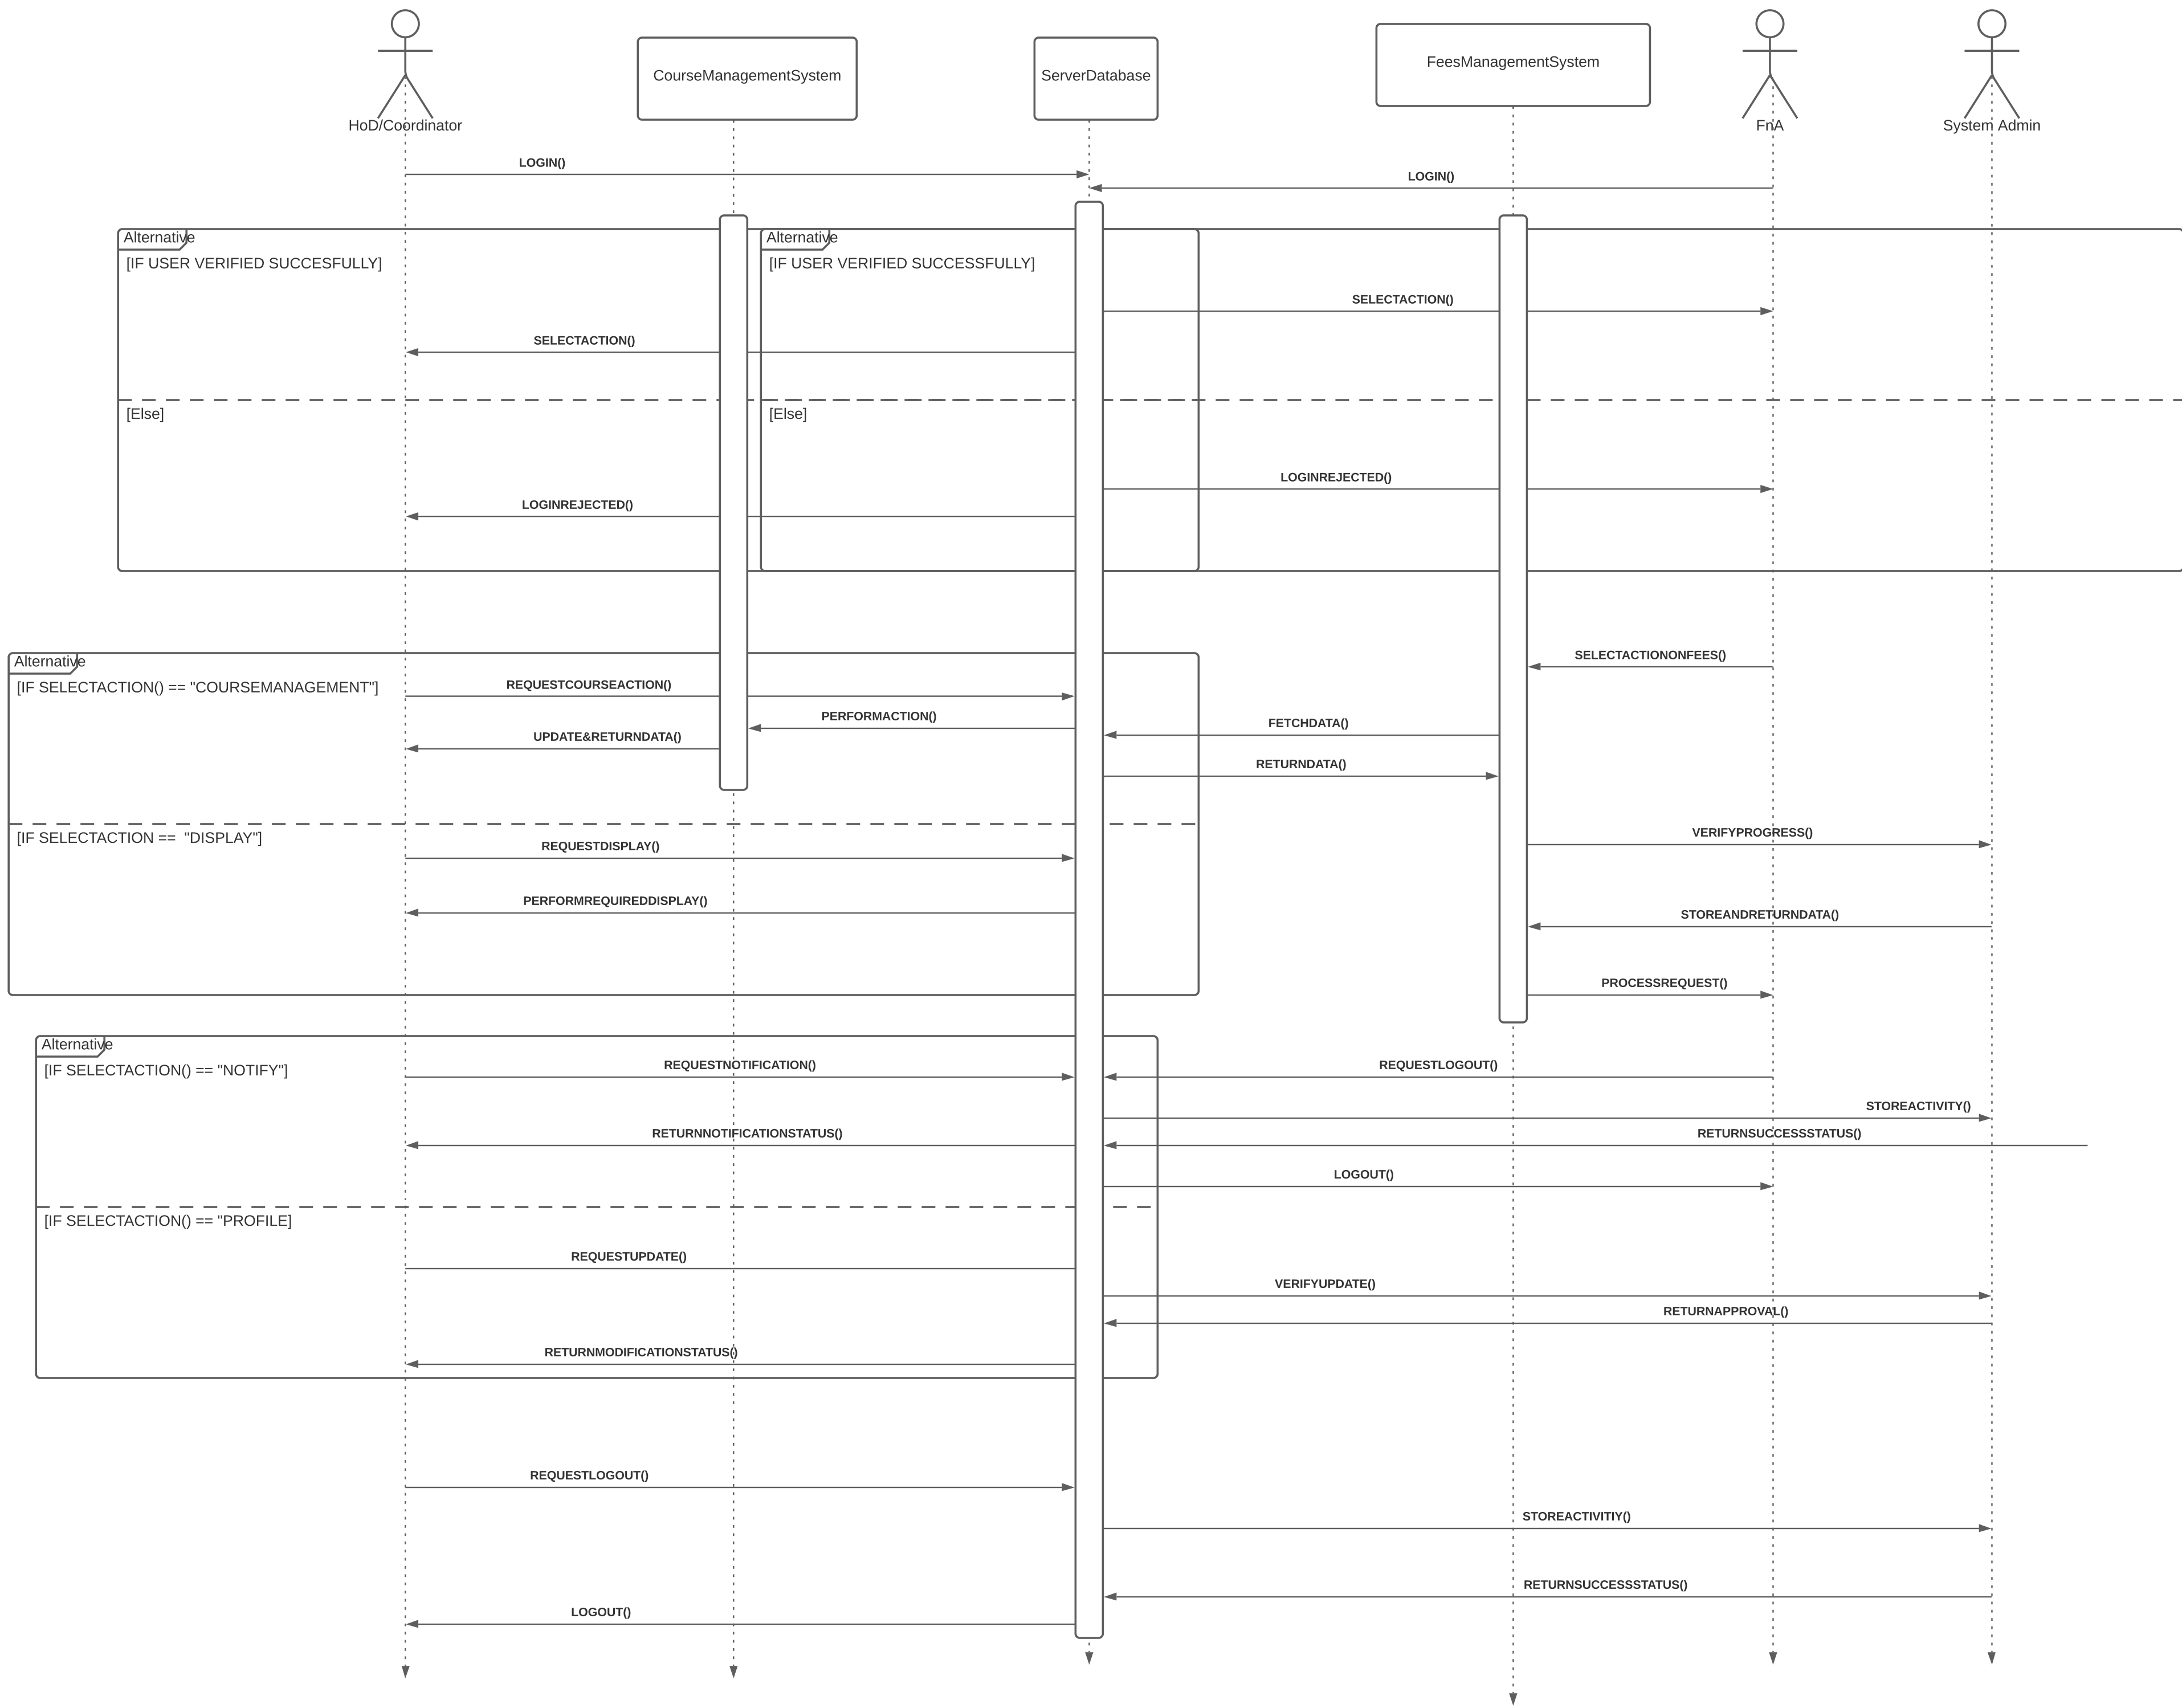 HoD/Coordinator
CourseManagementSystem
ServerDatabase
FeesManagementSystem
FnA
System Admin
LOGIN()
LOGIN()
Alternative
[IF USER VERIFIED SUCCESFULLY]
Alternative
[IF USER VERIFIED SUCCESSFULLY]
SELECTACTION()
SELECTACTION()
[Else]
[Else]
LOGINREJECTED()
LOGINREJECTED()
SELECTACTIONONFEES()
Alternative
[IF SELECTACTION() == "COURSEMANAGEMENT"]
REQUESTCOURSEACTION()
PERFORMACTION()
FETCHDATA()
UPDATE&RETURNDATA()
RETURNDATA()
[IF SELECTACTION ==  "DISPLAY"]
VERIFYPROGRESS()
REQUESTDISPLAY()
PERFORMREQUIREDDISPLAY()
STOREANDRETURNDATA()
PROCESSREQUEST()
Alternative
[IF SELECTACTION() == "NOTIFY"]
REQUESTNOTIFICATION()
REQUESTLOGOUT()
STOREACTIVITY()
RETURNNOTIFICATIONSTATUS()
RETURNSUCCESSSTATUS()
LOGOUT()
[IF SELECTACTION() == "PROFILE]
REQUESTUPDATE()
VERIFYUPDATE()
RETURNAPPROVAL()
RETURNMODIFICATIONSTATUS()
REQUESTLOGOUT()
STOREACTIVITIY()
RETURNSUCCESSSTATUS()
LOGOUT()